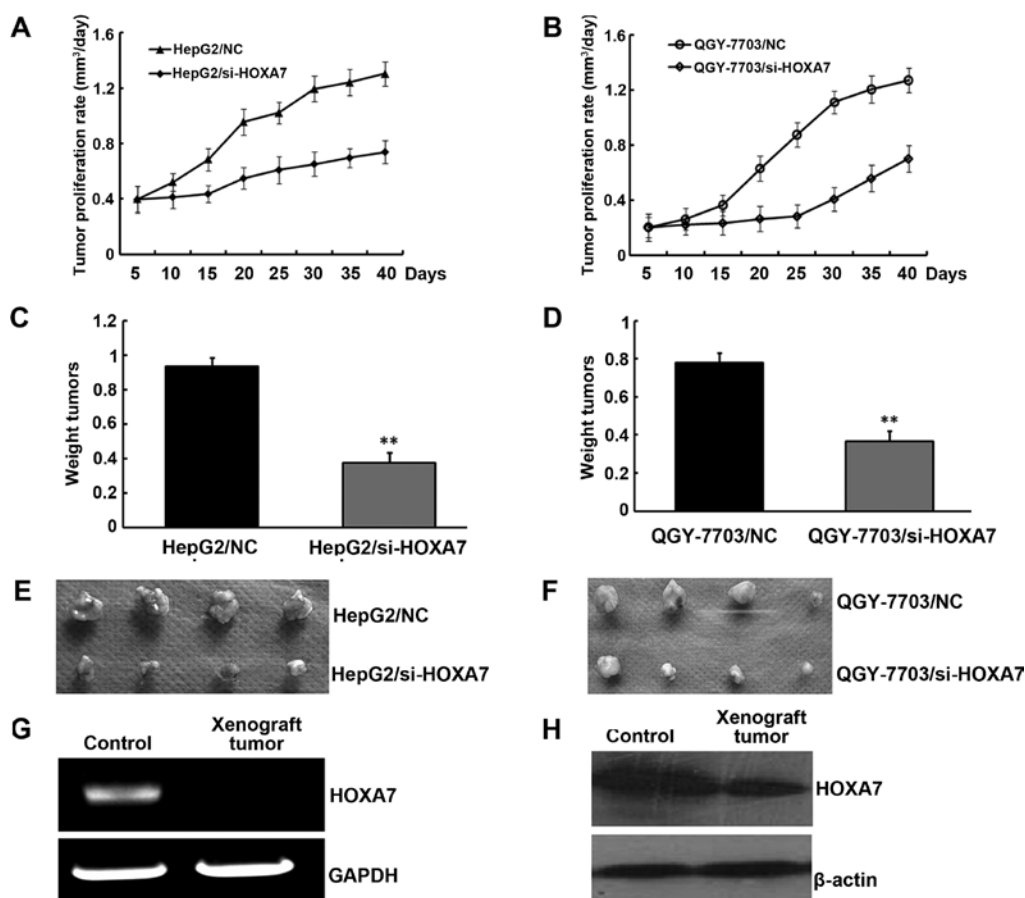 A
Tumor proliferation rate (mm³/day)
1.6
1.2
0.8
0.4
0
HepG2/NC
HepG2/si-HOXA7
5 10 15 20 25 30 35 40 Days
B
Tumor proliferation rate (mm³/day)
1.6
1.2
0.8
0.4
0
QGY-7703/NC
QGY-7703/si-HOXA7
5 10 15 20 25 30 35 40 Days
C
Weight tumors
1.2
1
0.8
0.6
0.4
0.2
0
**
HepG2/NC HepG2/si-HOXA7
D
Weight tumors
1
0.8
0.6
0.4
0.2
0
**
QGY-7703/NC QGY-7703/si-HOXA7
E
HepG2/NC
HepG2/si-HOXA7
F
QGY-7703/NC
QGY-7703/si-HOXA7
G
Control
Xenograft
tumor
HOXA7
GAPDH
H
Control
Xenograft
tumor
HOXA7
β-actin